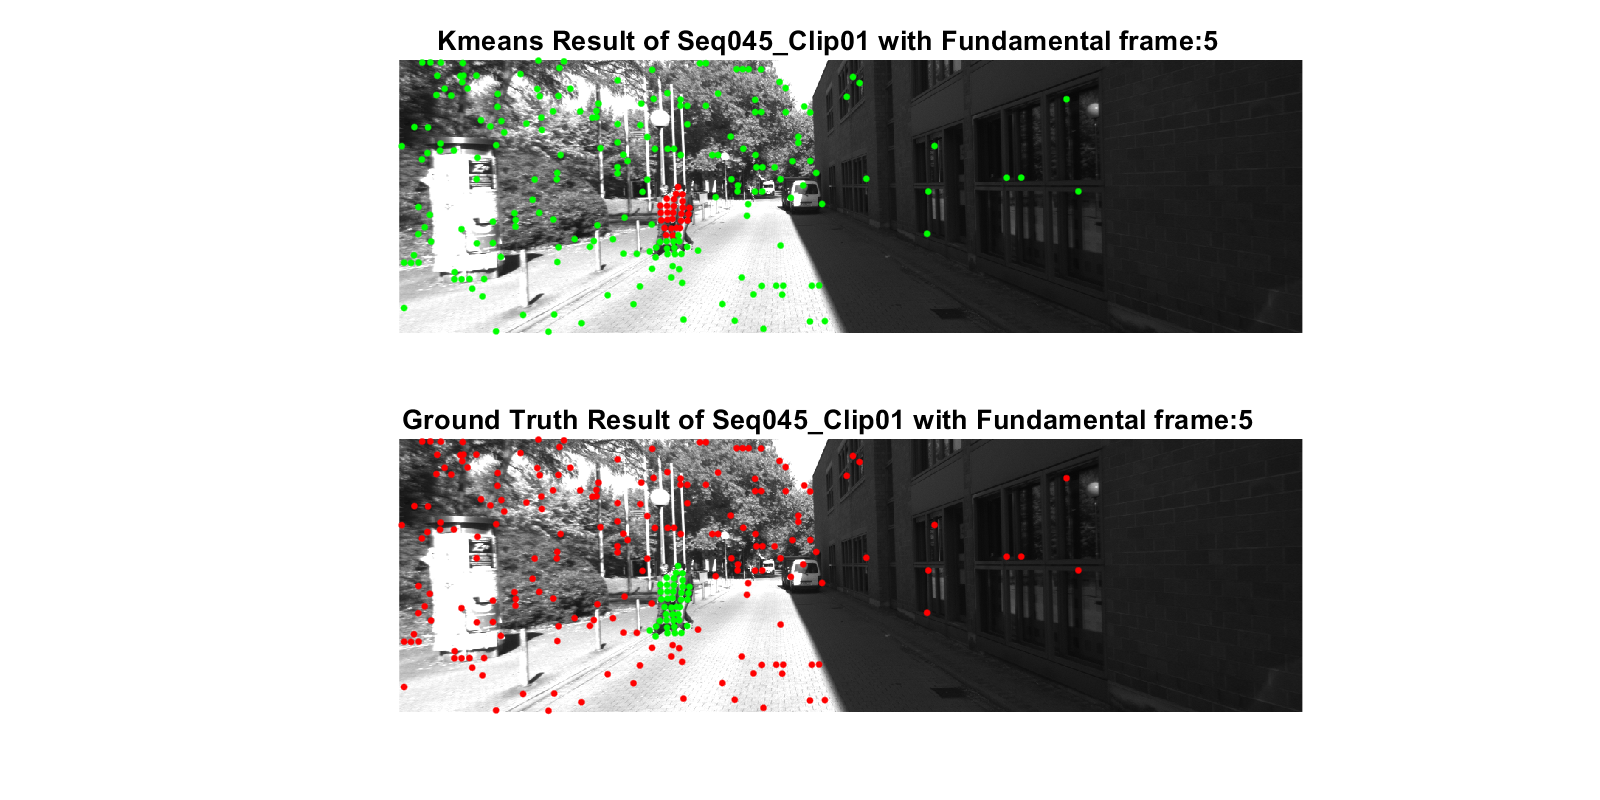 Kmeans Result of Seq045_Clip01 with Fundamental frame:5
Ground Truth Result of Seq045_Clip01 with Fundamental frame:5